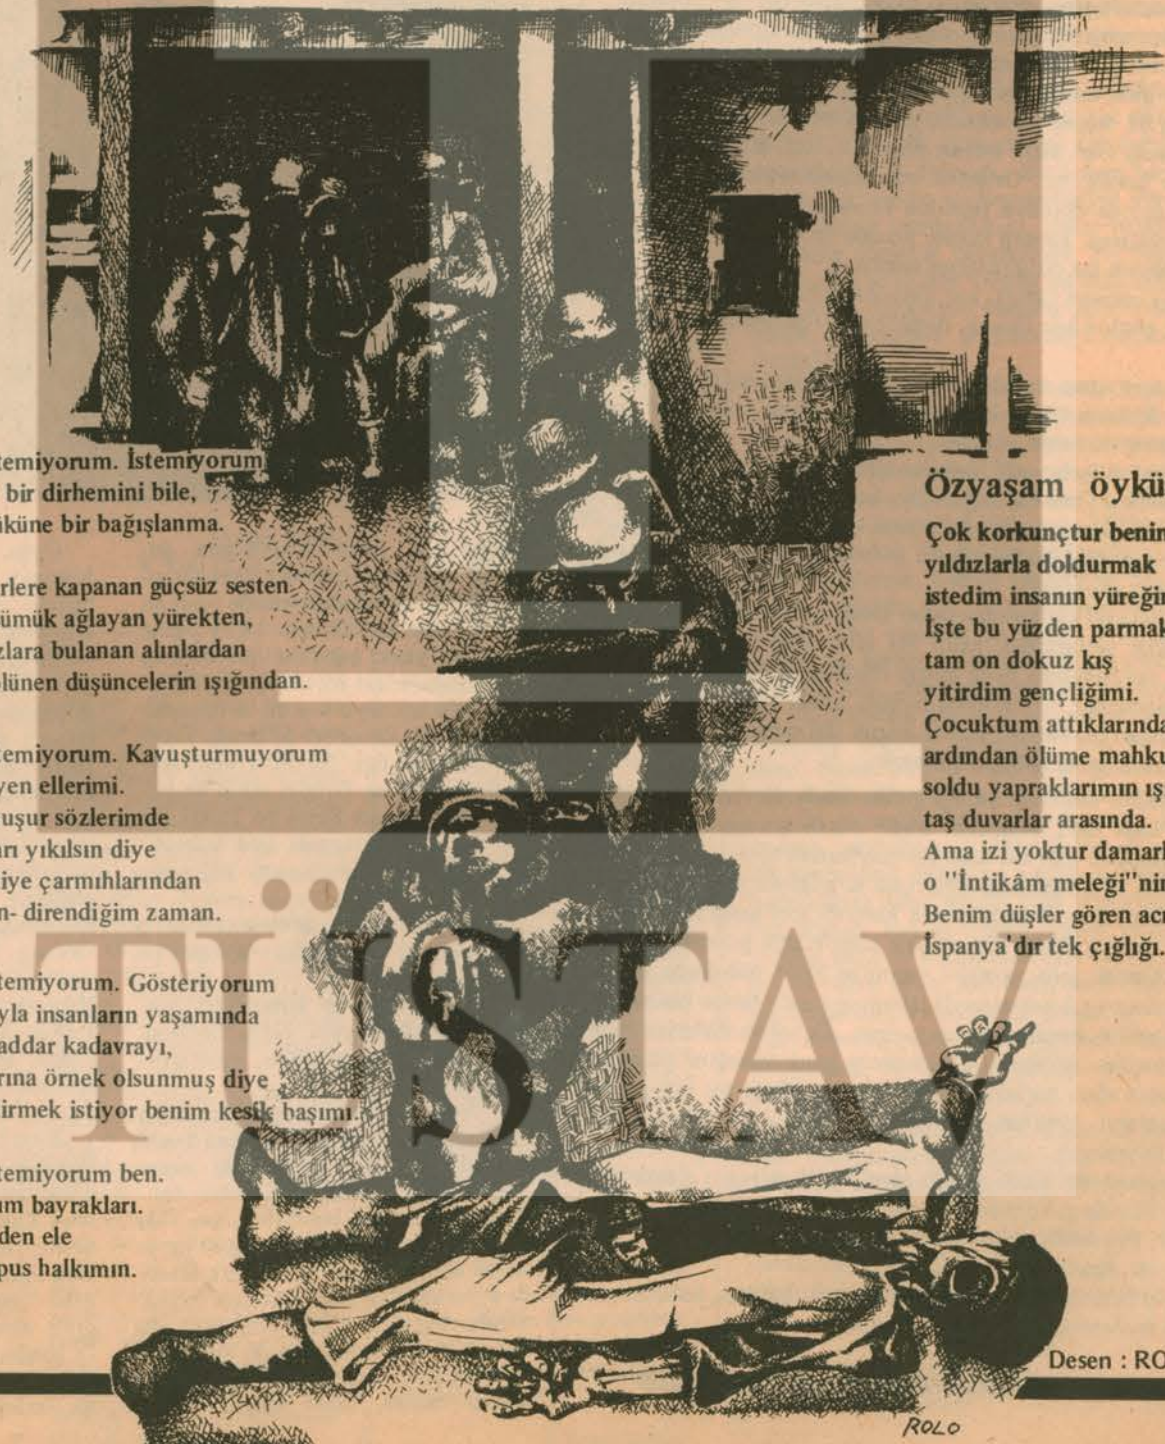 temiyorum. İstemiyorum
bir dirhemini bile,
küne bir bağışlanma.
rlere kapanan güçsüz sesten
ümük ağlayan yürekten,
zlara bulanan alınlardan
ölünen düşüncelerin ışığından.
temiyorum. Kavuşturmuyorum
yen ellerimi.
uşur sözlerimde
arı yıkılsın diye
iye çarmıhlarından
n- direndiğim zaman.
temiyorum. Gösteriyorum
yla insanların yaşamında
addar kadavrayı,
rına örnek olsunmuş diye
irmek istiyor benim kesik başımı.
temiyorum ben.
ım bayrakları.
den ele
pus halkımın.
Özyaşam öykü
Çok korkunçtur benim
yıldızlarla doldurmak
istedim insanın yüreğin
İşte bu yüzden parmak
tam on dokuz kış
yitirdim gençliğimi.
Çocuktum attıklarında
ardından ölüme mahku
soldu yapraklarımın ış
taş duvarlar arasında.
Ama izi yoktur damarl
o "İntikâm meleği"nin
Benim düşler gören acı
İspanya'dır tek çığlığı.
Desen : RO
ROLO
TÜSTAV